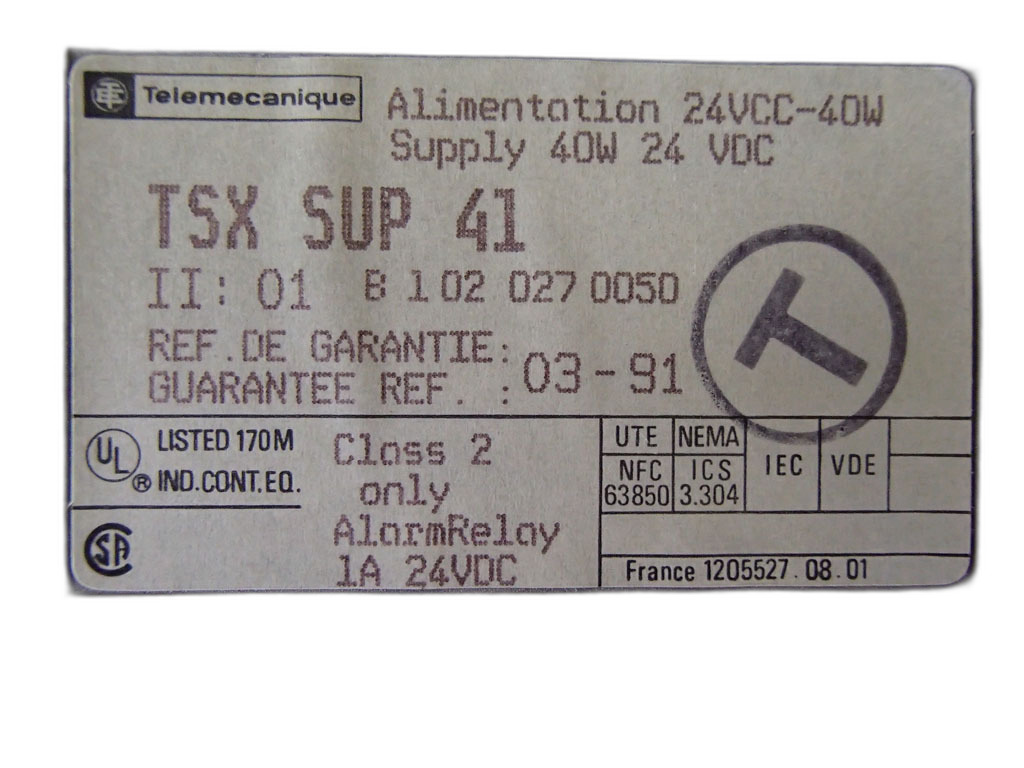 Telemecanique
Alimentation 24VCC-40W
Supply 40W 24 VDC
TSX SUP 41
II: 01 B 1 02 027 0050
REF.DE GARANTIE:
GUARANTEE REF. : 03-91
T
UL LISTED 170M
® IND.CONT.EQ.
Class 2
only
AlarmRelay
1A 24VDC
SA
UTE NEMA IEC VDE
NFC ICS
63850 3.304
France 1205527.08.01